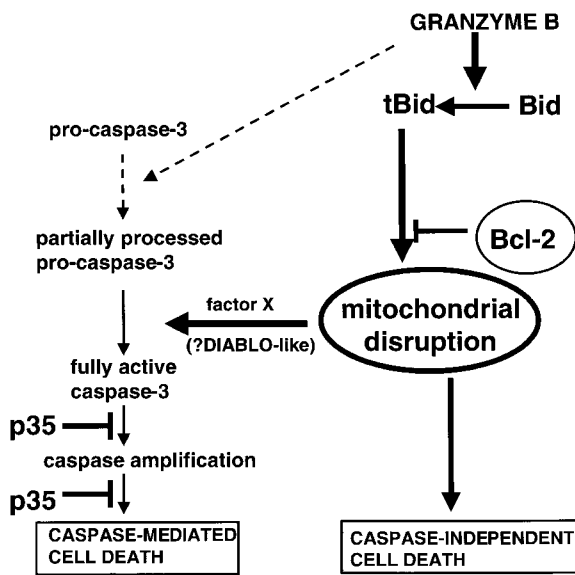 GRANZYME B
tBid
Bid
pro-caspase-3
partially processed
pro-caspase-3
Bcl-2
factor X
(?DIABLO-like)
mitochondrial
disruption
fully active
caspase-3
p35
caspase amplification
p35
CASPASE-MEDIATED
CELL DEATH
CASPASE-INDEPENDENT
CELL DEATH